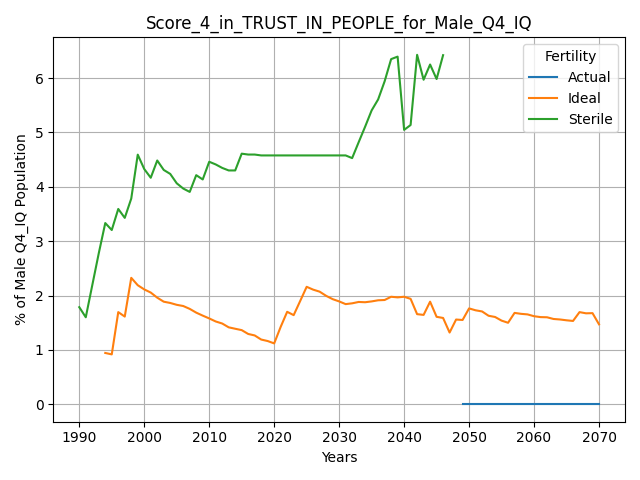 Score_4_in_TRUST_IN_PEOPLE_for_Male_Q4_IQ
Fertility
Actual
Ideal
Sterile
% of Male Q4_IQ Population
6
5
4
3
2
1
0
1990 2000 2010 2020 2030 2040 2050 2060 2070
Years